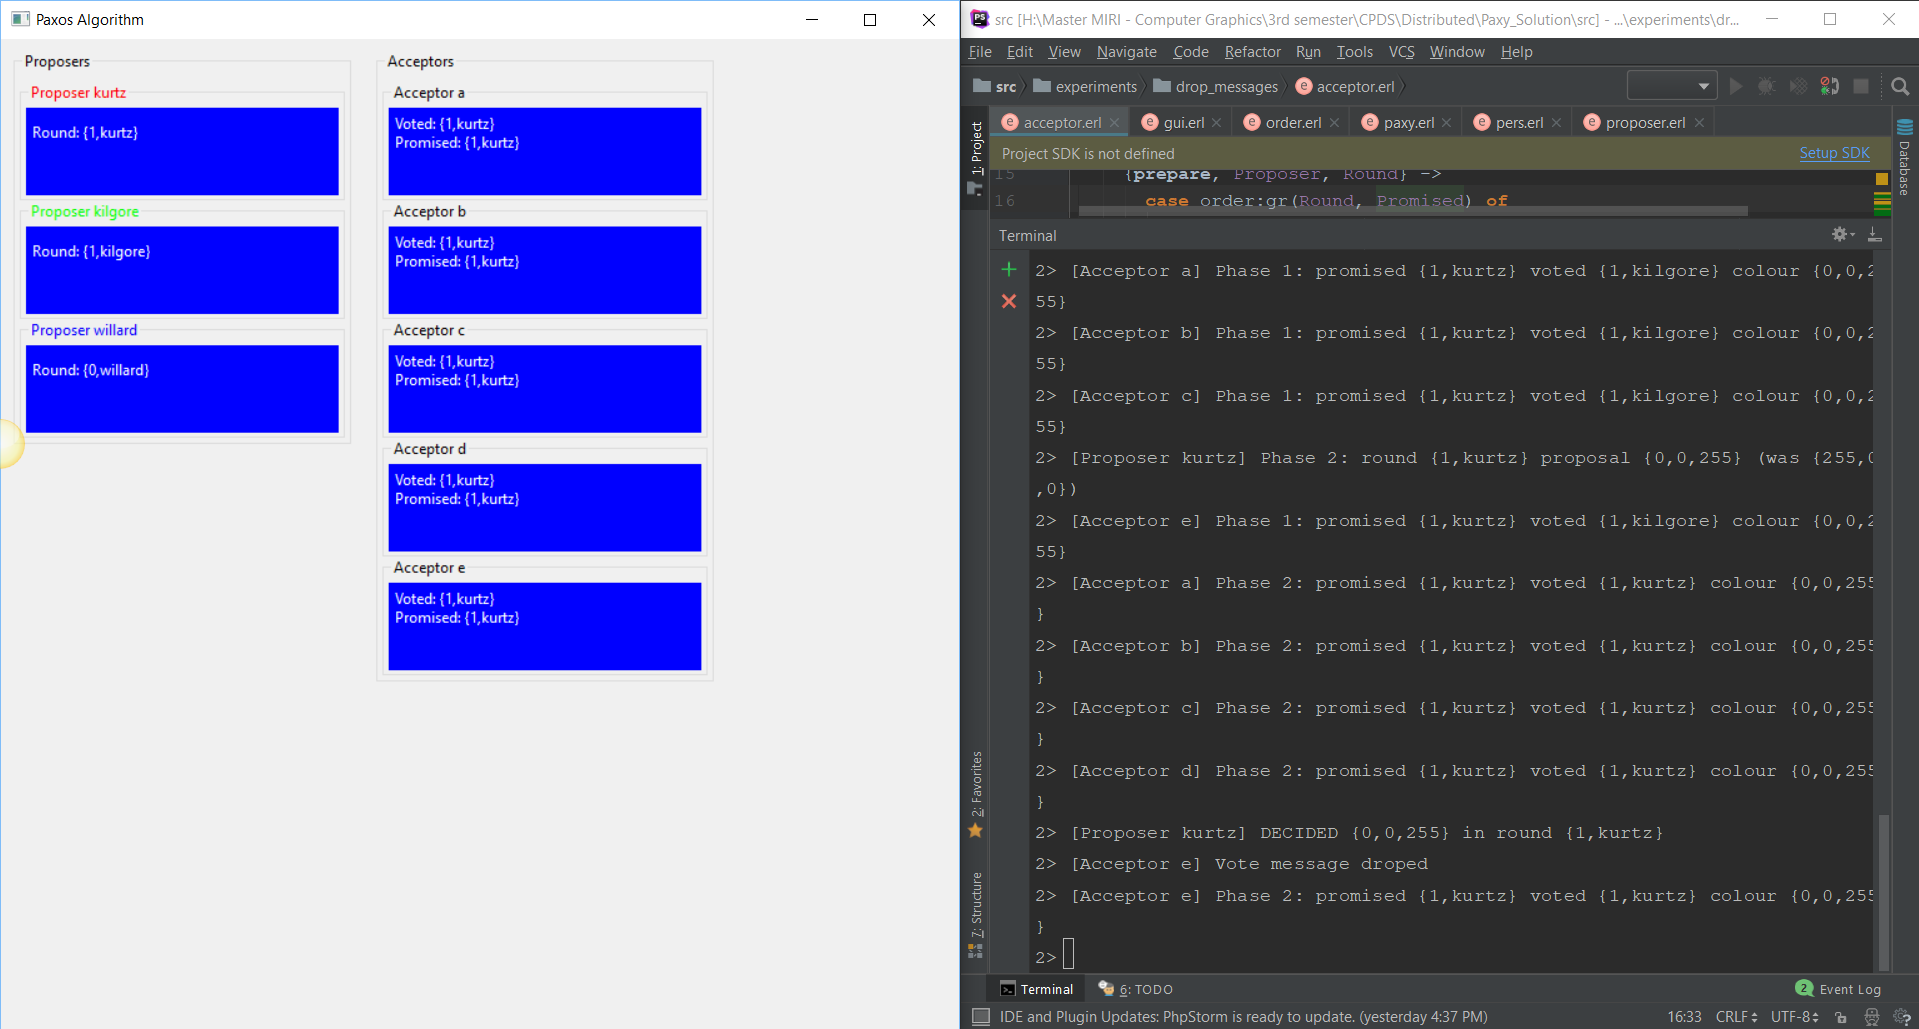 Paxos Algorithm
Proposers
Proposer kurtz
Round: {1,kurtz}
Proposer kilgore
Round: {1,kilgore}
Proposer willard
Round: {0,willard}
Acceptors
Acceptor a
Voted: {1,kurtz}
Promised: {1,kurtz}
Acceptor b
Voted: {1,kurtz}
Promised: {1,kurtz}
Acceptor c
Voted: {1,kurtz}
Promised: {1,kurtz}
Acceptor d
Voted: {1,kurtz}
Promised: {1,kurtz}
Acceptor e
Voted: {1,kurtz}
Promised: {1,kurtz}
PS src [H:\Master MIRI - Computer Graphics\3rd semester\CPDS\Distributed\Paxy_Solution\src] - ...\experiments\dr...
File Edit View Navigate Code Refactor Run Tools VCS Window Help
src experiments drop_messages e acceptor.erl
e acceptor.erl e gui.erl e order.erl e paxy.erl e pers.erl e proposer.erl
Project SDK is not defined Setup SDK
1: Project
Database
15 {prepare, Proposer, Round} ->
16 case order:gr(Round, Promised) of
Terminal
2> [Acceptor a] Phase 1: promised {1,kurtz} voted {1,kilgore} colour {0,0,2
55}
2> [Acceptor b] Phase 1: promised {1,kurtz} voted {1,kilgore} colour {0,0,2
55}
2> [Acceptor c] Phase 1: promised {1,kurtz} voted {1,kilgore} colour {0,0,2
55}
2> [Proposer kurtz] Phase 2: round {1,kurtz} proposal {0,0,255} (was {255,0
,0})
2> [Acceptor e] Phase 1: promised {1,kurtz} voted {1,kilgore} colour {0,0,2
55}
2> [Acceptor a] Phase 2: promised {1,kurtz} voted {1,kurtz} colour {0,0,255
}
2> [Acceptor b] Phase 2: promised {1,kurtz} voted {1,kurtz} colour {0,0,255
}
2> [Acceptor c] Phase 2: promised {1,kurtz} voted {1,kurtz} colour {0,0,255
}
2> [Acceptor d] Phase 2: promised {1,kurtz} voted {1,kurtz} colour {0,0,255
}
2> [Proposer kurtz] DECIDED {0,0,255} in round {1,kurtz}
2> [Acceptor e] Vote message droped
2> [Acceptor e] Phase 2: promised {1,kurtz} voted {1,kurtz} colour {0,0,255
}
2>
2: Favorites
7: Structure
Terminal 6: TODO 2 Event Log
IDE and Plugin Updates: PhpStorm is ready to update. (yesterday 4:37 PM) 16:33 CRLF UTF-8